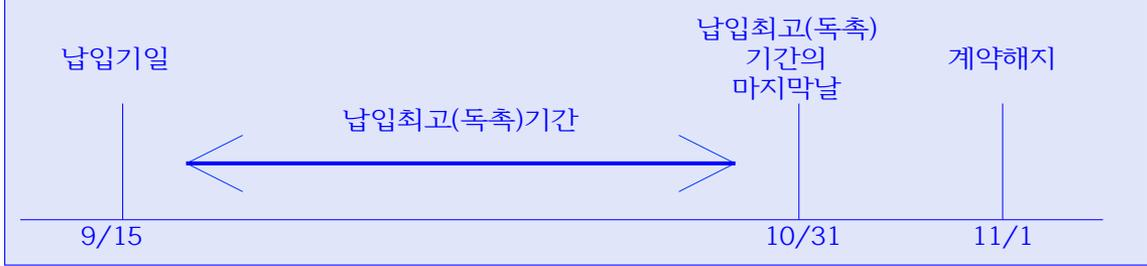 납입기일
납입최고(독촉)기간
납입최고(독촉)
기간의
마지막날
계약해지
9/15
10/31
11/1